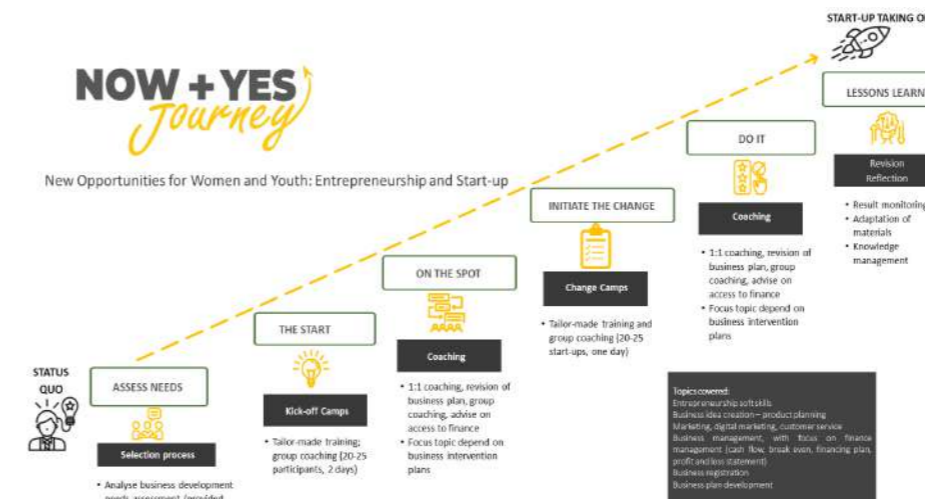 START-UP TAKING O
NOW + YES
Journey
New Opportunities for Women and Youth: Entrepreneurship and Start-up
LESSONS LEARN
Revision
Reflection
• Result monitoring
• Adaptation of
materials
• Knowledge
management
DO IT
Coaching
• 1:1 coaching, revision of
business plan, group
coaching, advise on
access to finance
• Focus topic depend on
business intervention
plans
INITIATE THE CHANGE
Change Camps
• Tailor-made training and
group coaching (20-25
start-ups, one day)
ON THE SPOT
Coaching
• 1:1 coaching, revision of
business plan, group
coaching, advise on
access to finance
• Focus topic depend on
business intervention
plans
THE START
Kick-off Camps
• Tailor-made training;
group coaching (20-25
participants, 2 days)
STATUS
QUO
ASSESS NEEDS
Selection process
• Analyse business development
needs assessment (provided
Topics covered:
Entrepreneurship soft skills
Business idea creation – product planning
Marketing, digital marketing, customer service
Business management, with focus on finance
management (cash flow, break even, financing plan,
profit and loss statement)
Business registration
Business plan development